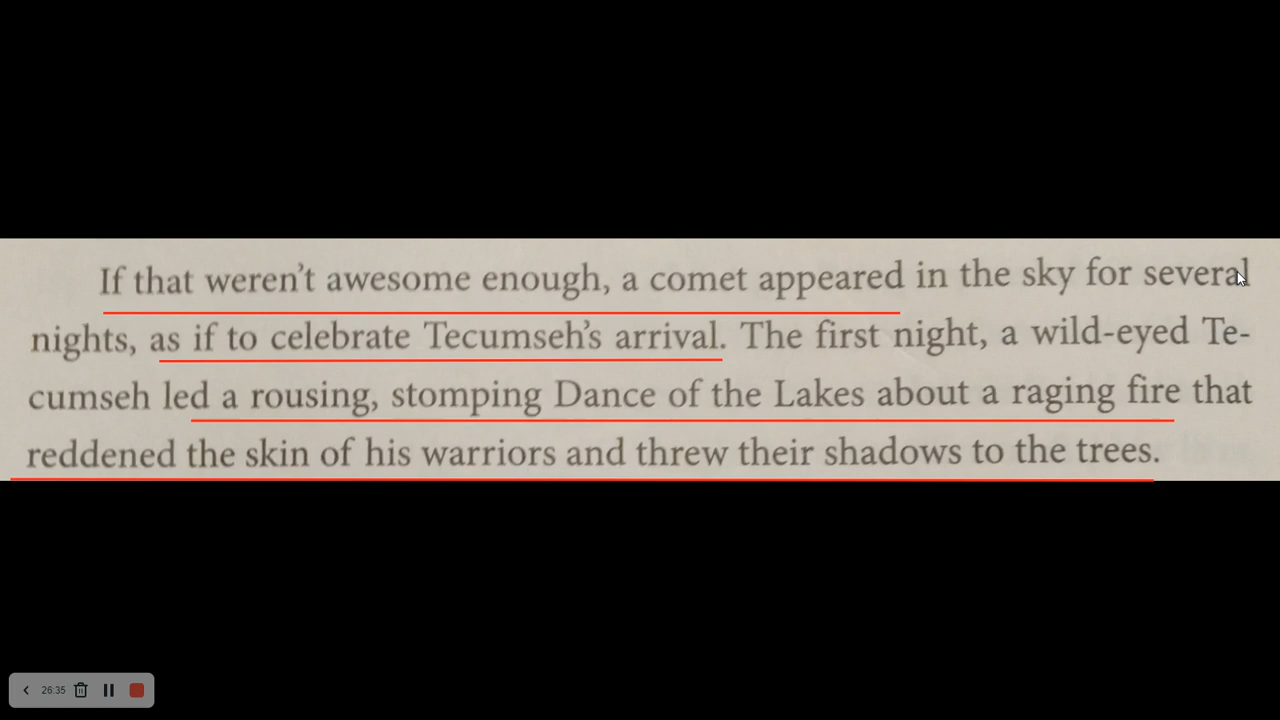 If that weren't awesome enough, a comet appeared in the sky for several
nights, as if to celebrate Tecumseh's arrival. The first night, a wild-eyed Te-
cumseh led a rousing, stomping Dance of the Lakes about a raging fire that
reddened the skin of his warriors and threw their shadows to the trees.
26:35